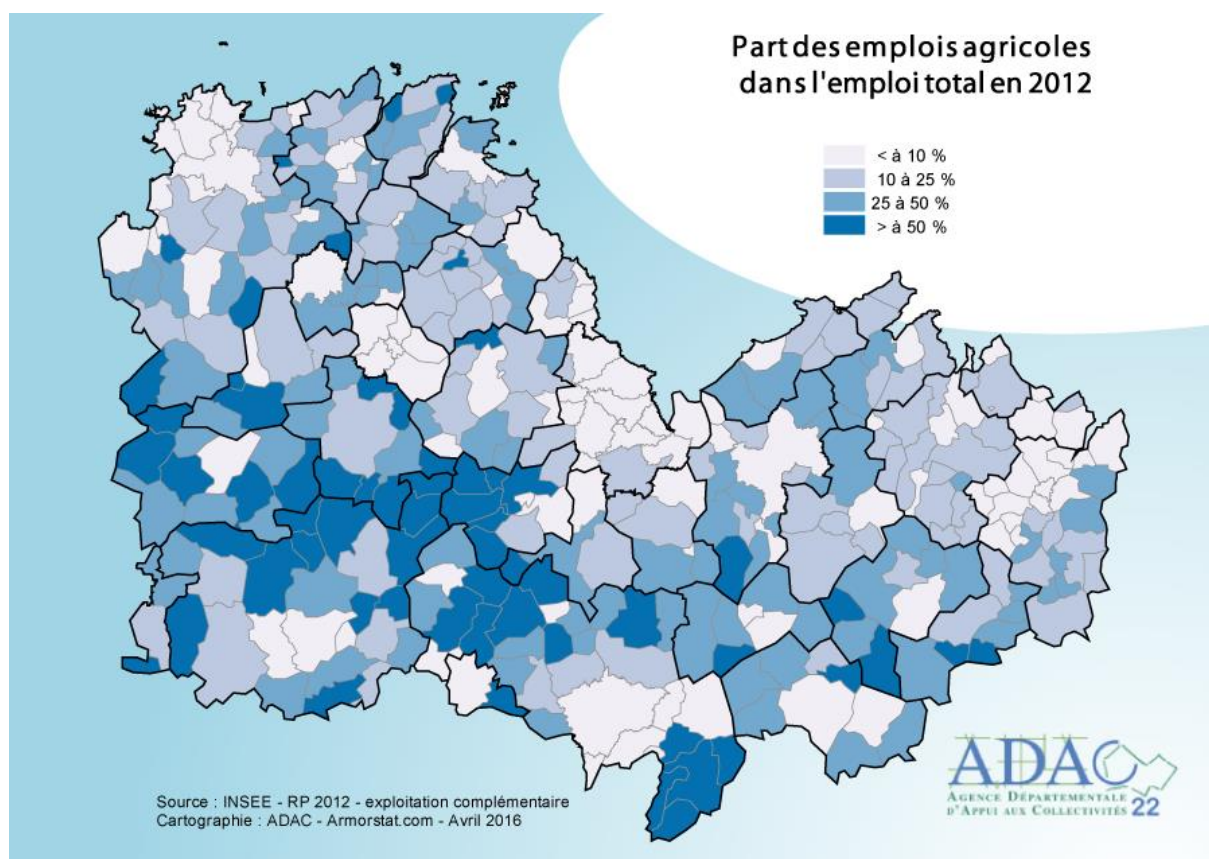 Part des emplois agricoles
dans l'emploi total en 2012
< à 10 %
10 à 25 %
25 à 50 %
> à 50 %
Source : INSEE - RP 2012 - exploitation complémentaire
Cartographie : ADAC - Armorstat.com - Avril 2016
ADAC
AGENCE DÉPARTEMENTALE
D'APPUI AUX COLLECTIVITÉS 22